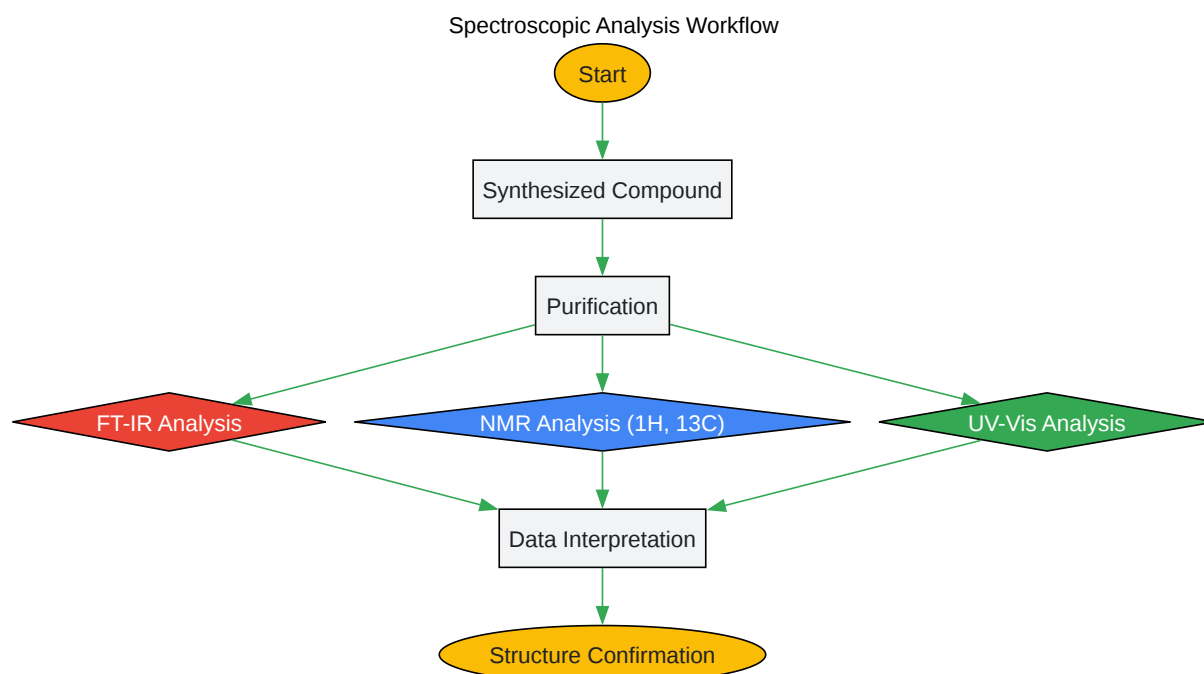 Spectroscopic Analysis Workflow
Start
Synthesized Compound
Purification
FT-IR Analysis
NMR Analysis (1H, 13C)
UV-Vis Analysis
Data Interpretation
Structure Confirmation